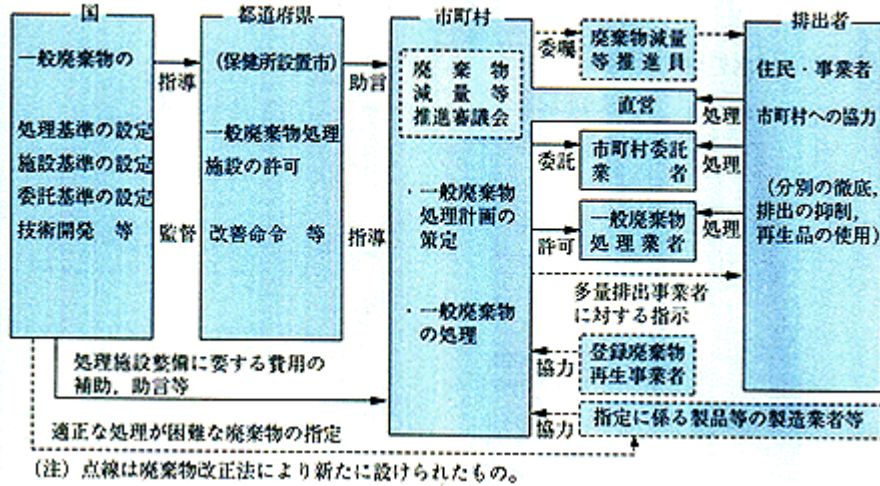 国
一般廃棄物の
処理基準の設定
施設基準の設定
委託基準の設定
技術開発 等
指導
監督
都道府県
(保健所設置市)
一般廃棄物処理
施設の許可
改善命令 等
助言
指導
市町村
廃棄物
減量等
推進審議会
・一般廃棄物
処理計画の
策定
・一般廃棄物
の処理
委嘱
廃棄物減量
等推進員
直営
処理
委託
市町村委託
業者
処理
許可
一般廃棄物
処理業者
処理
多量排出事業者
に対する指示
協力
登録廃棄物
再生事業者
協力
指定に係る製品等の製造業者等
排出者
住民・事業者
市町村への協力
(分別の徹底,
排出の抑制,
再生品の使用)
処理施設整備に要する費用の
補助,助言等
適正な処理が困難な廃棄物の指定
(注) 点線は廃棄物改正法により新たに設けられたもの。